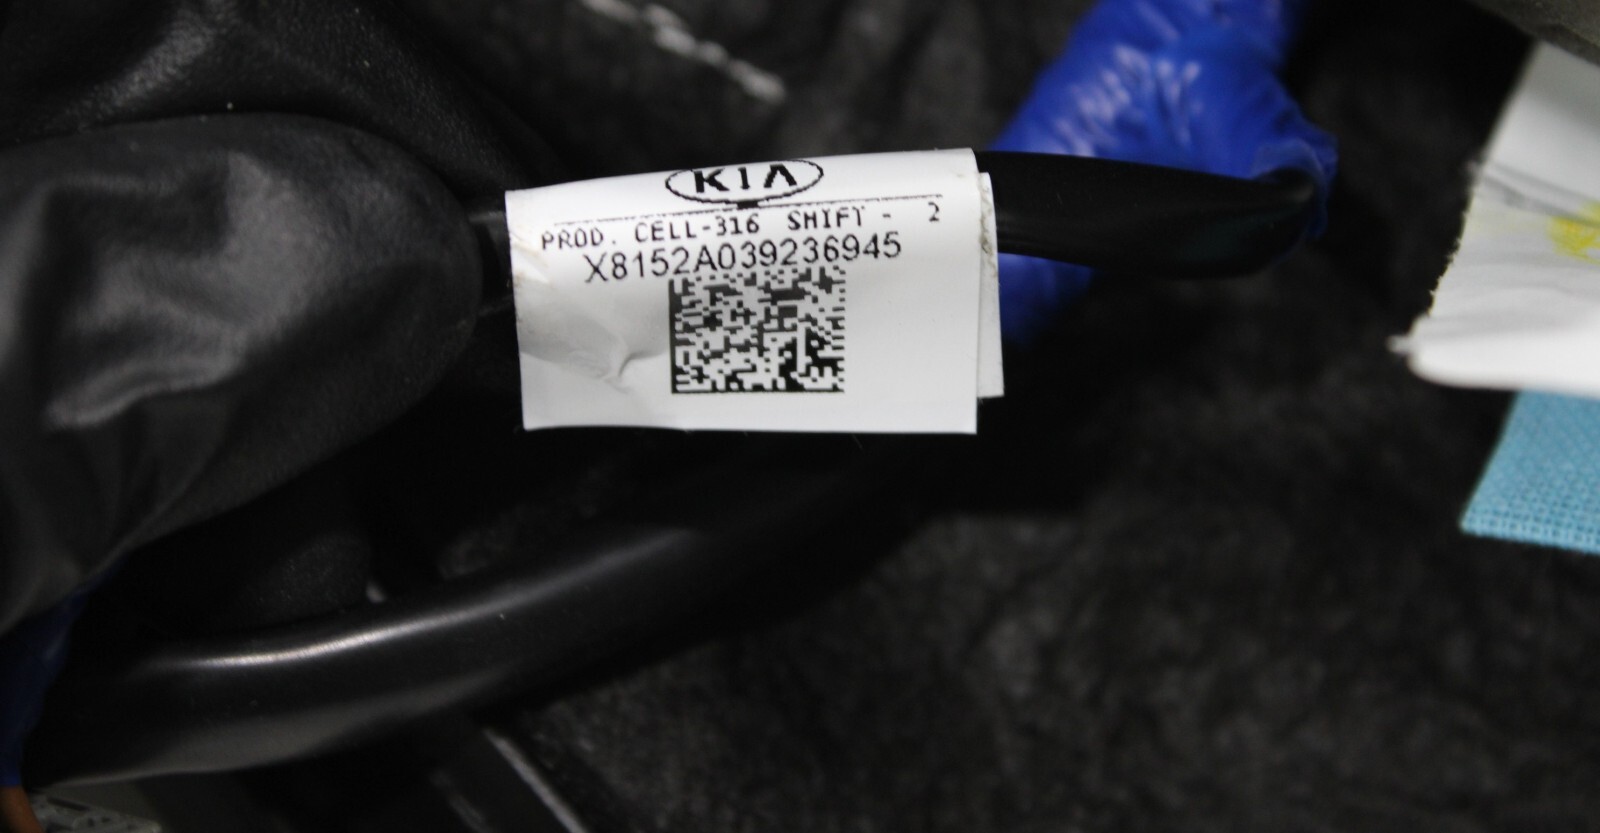 KIA
PROD. CELL-316 SHIFT - 2
X8152A039236945